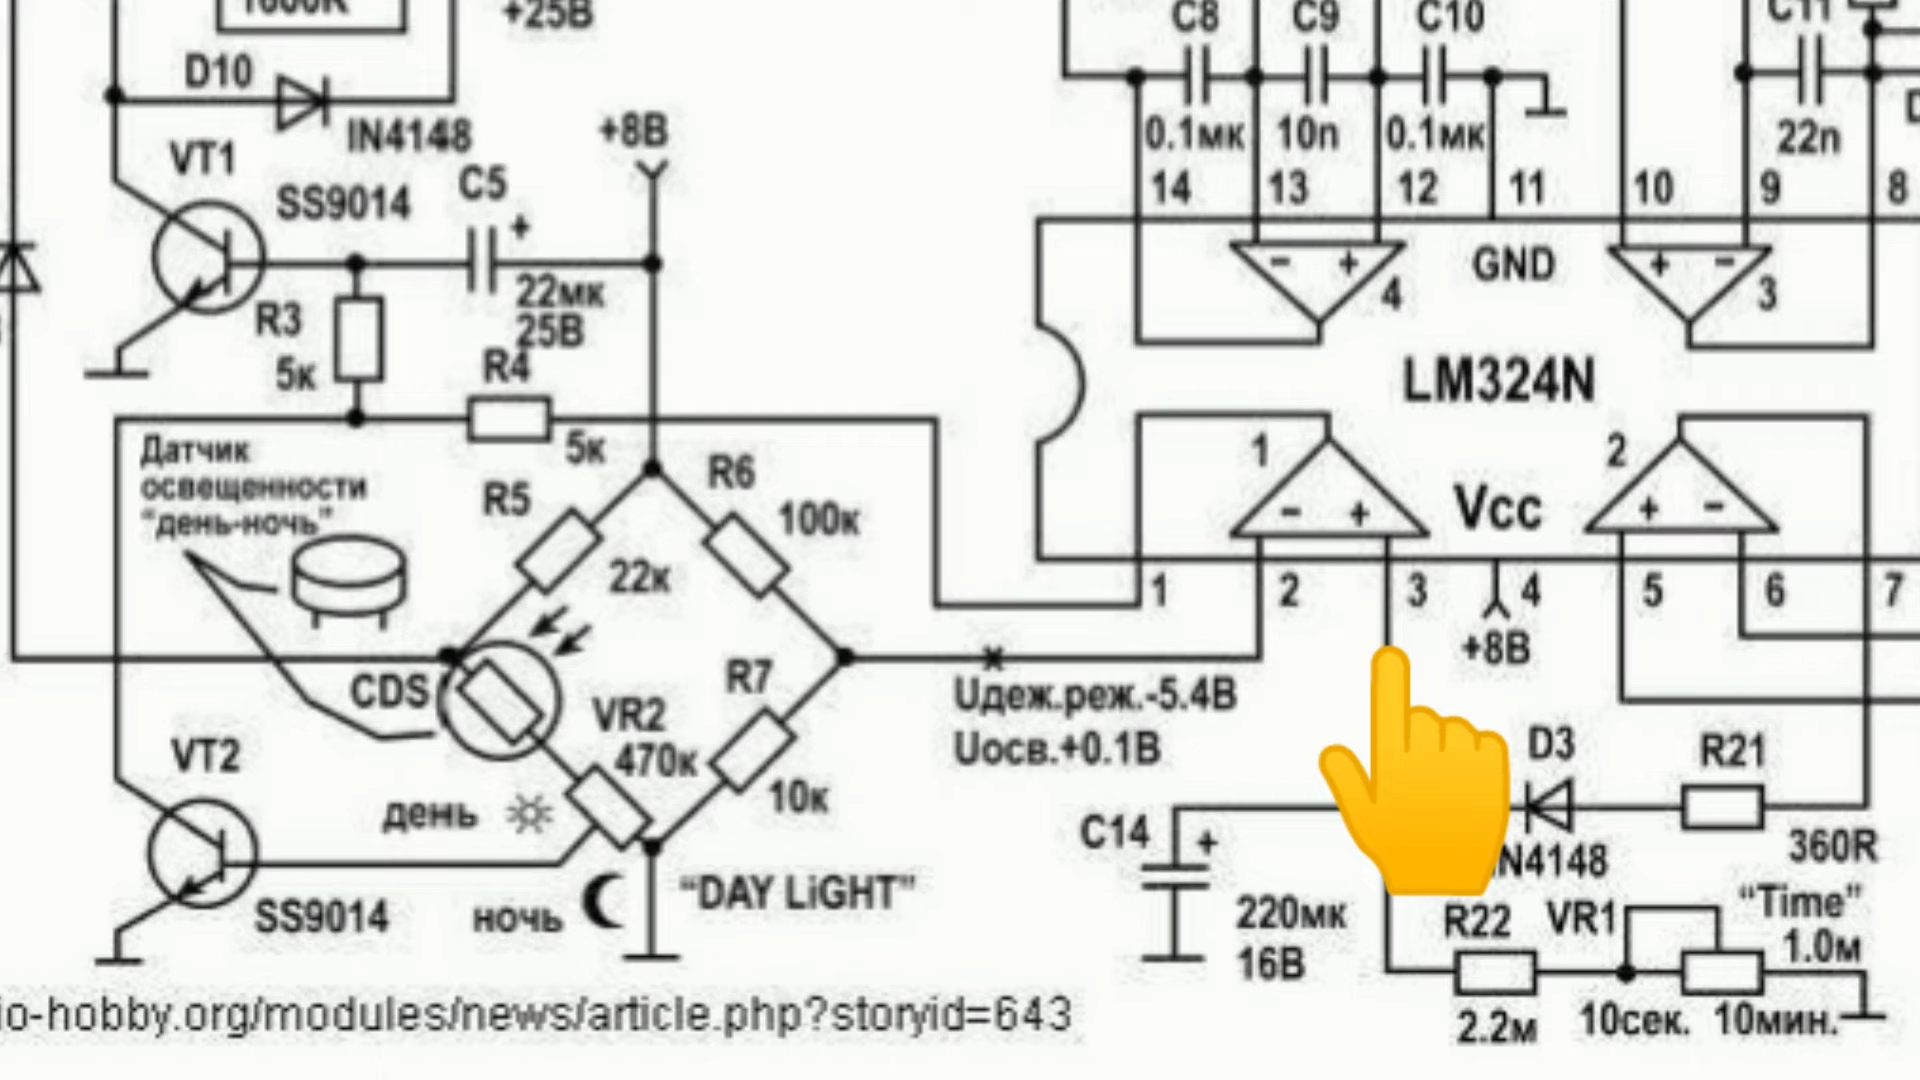 +25В
C8
C9
C10
C11
D10
IN4148
+8В
0.1мк
10n
0.1мк
22n
VT1
SS9014
C5
+
14
13
12
11
10
9
8
22мк
25В
R3
5к
R4
5к
- +
4
GND
+ -
3
LM324N
Датчик
освещенности
"день-ночь"
R5
22к
R6
100к
1
- +
Vcc
2
+ -
1
2
3
4
5
6
7
+8В
CDS
VR2
470к
R7
10к
Uдеж.реж.-5.4В
Uосв.+0.1В
VT2
SS9014
день
ночь
"DAY LiGHT"
C14
+
220мк
16В
D3
R21
360R
R22
2.2м
VR1
"Time"
1.0м
10сек.
10мин.
io-hobby.org/modules/news/article.php?storyid=643